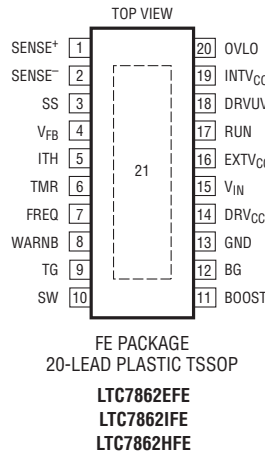 TOP VIEW
SENSE⁺ 1 20 OVLO
SENSE⁻ 2 19 INTVCC
SS 3 18 DRVUV
VFB 4 17 RUN
ITH 5 16 EXTVCC
TMR 6 15 VIN
21
FREQ 7 14 DRVCC
WARNB 8 13 GND
TG 9 12 BG
SW 10 11 BOOST
FE PACKAGE
20-LEAD PLASTIC TSSOP
LTC7862EFE
LTC7862IFE
LTC7862HFE